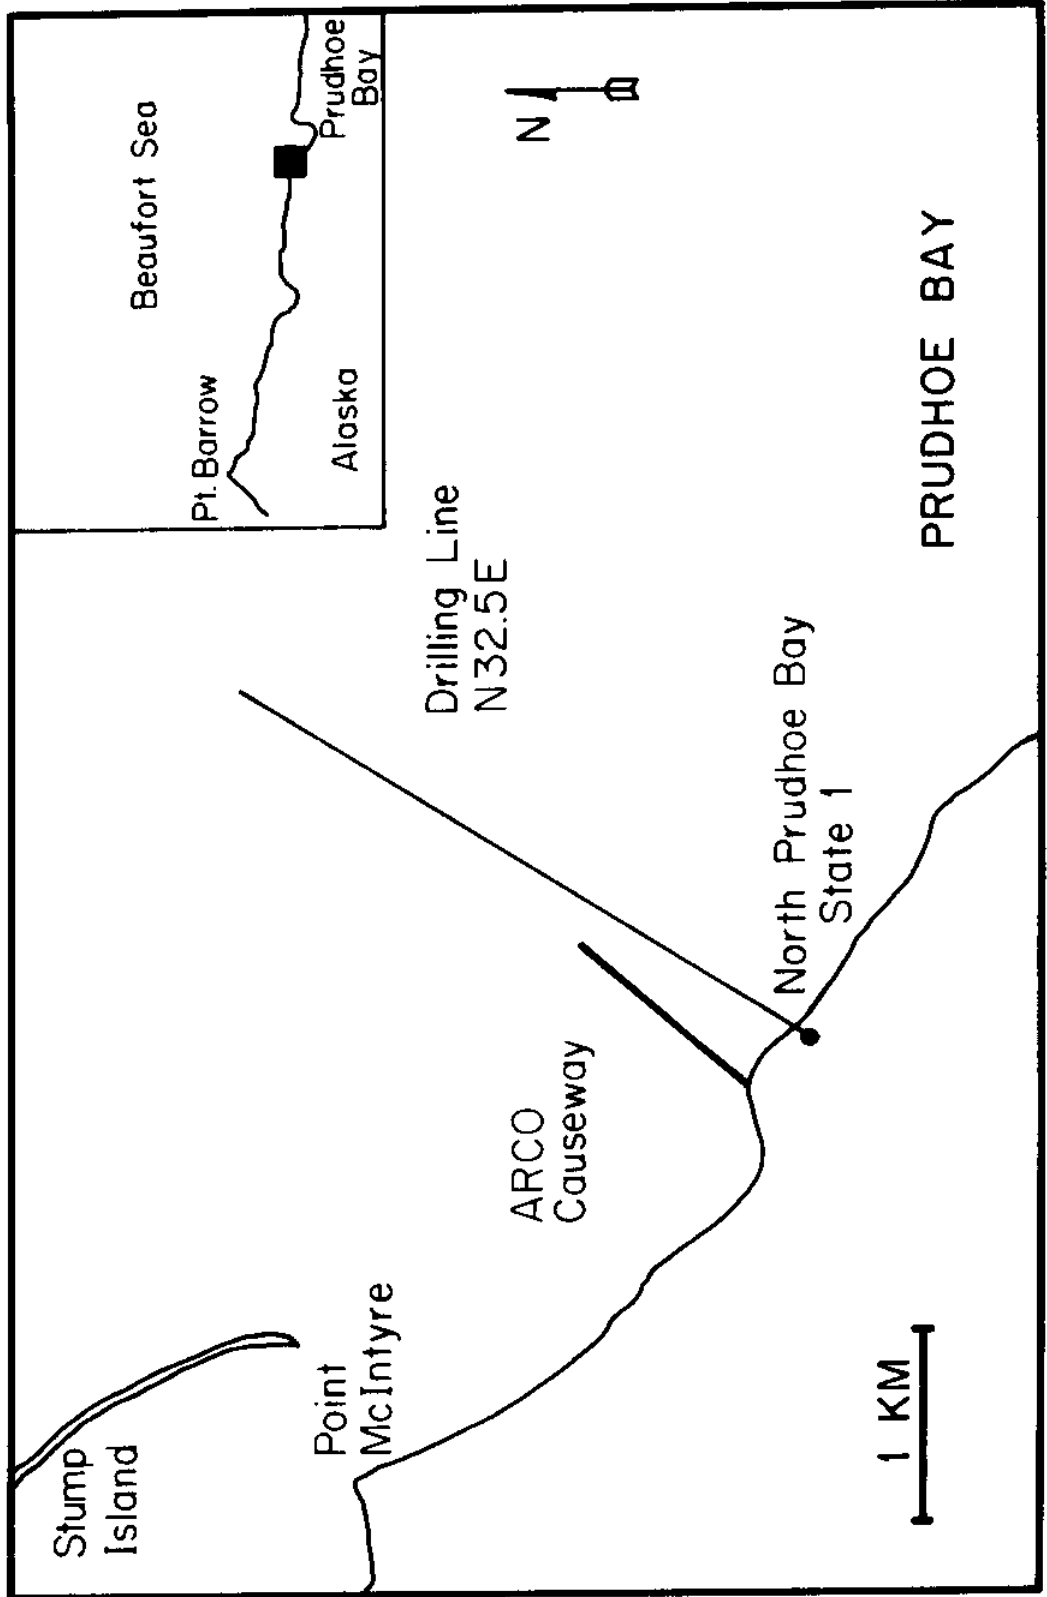 Stump
Island
Point
McIntyre
ARCO
Causeway
Drilling Line
N32.5E
North Prudhoe Bay
State 1
PRUDHOE BAY
1 KM
N
Beaufort Sea
Pt. Barrow
Alaska
Prudhoe
Bay